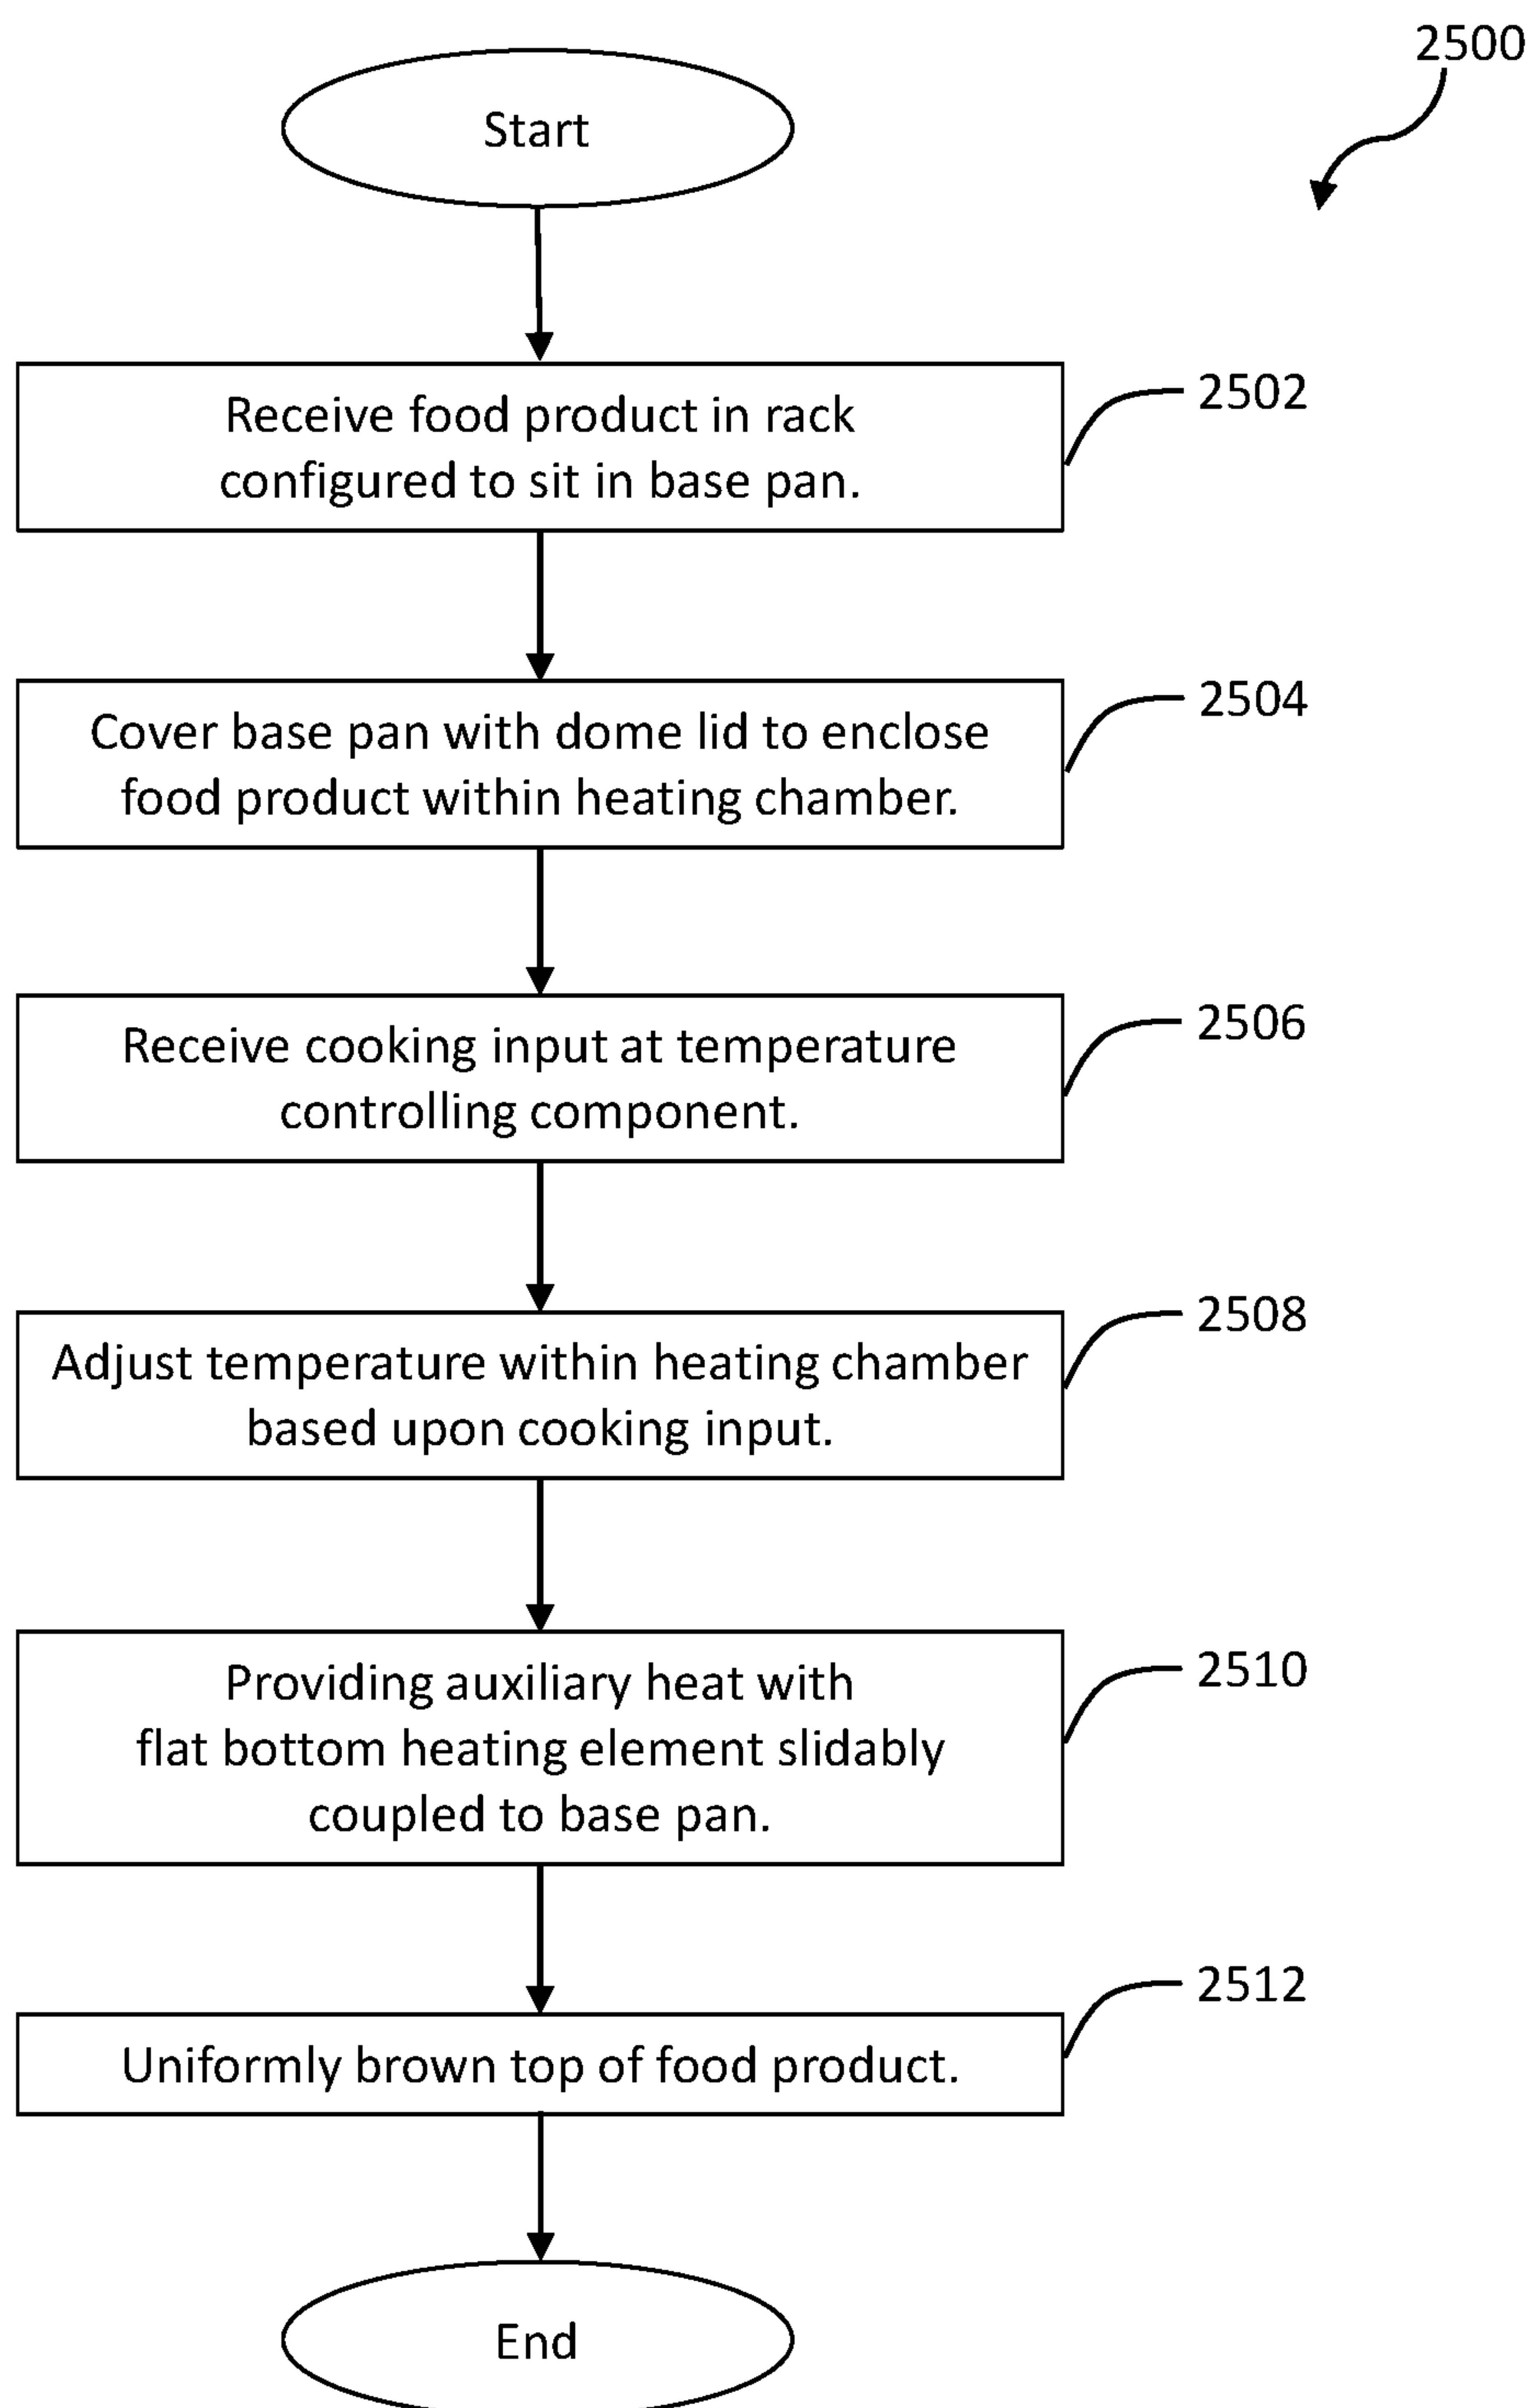 2500
Start
Receive food product in rack
configured to sit in base pan.
2502
Cover base pan with dome lid to enclose
food product within heating chamber.
2504
Receive cooking input at temperature
controlling component.
2506
Adjust temperature within heating chamber
based upon cooking input.
2508
Providing auxiliary heat with
flat bottom heating element slidably
coupled to base pan.
2510
Uniformly brown top of food product.
2512
End